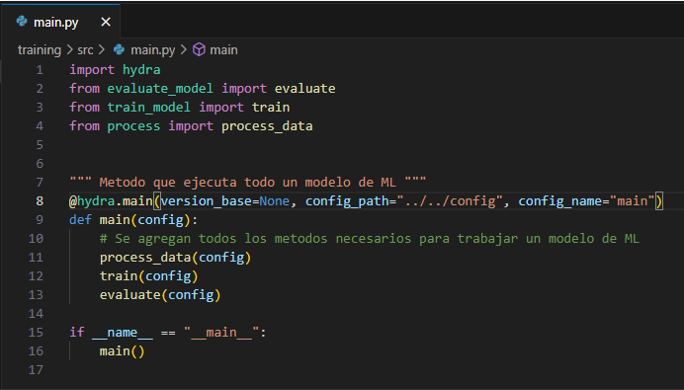 main.py ×
training > src > main.py > main
1 import hydra
2 from evaluate_model import evaluate
3 from train_model import train
4 from process import process_data
5
6
7 """ Metodo que ejecuta todo un modelo de ML """
8 @hydra.main(version_base=None, config_path="../../config", config_name="main")
9 def main(config):
10     # Se agregan todos los metodos necesarios para trabajar un modelo de ML
11     process_data(config)
12     train(config)
13     evaluate(config)
14
15 if __name__ == "__main__":
16     main()
17